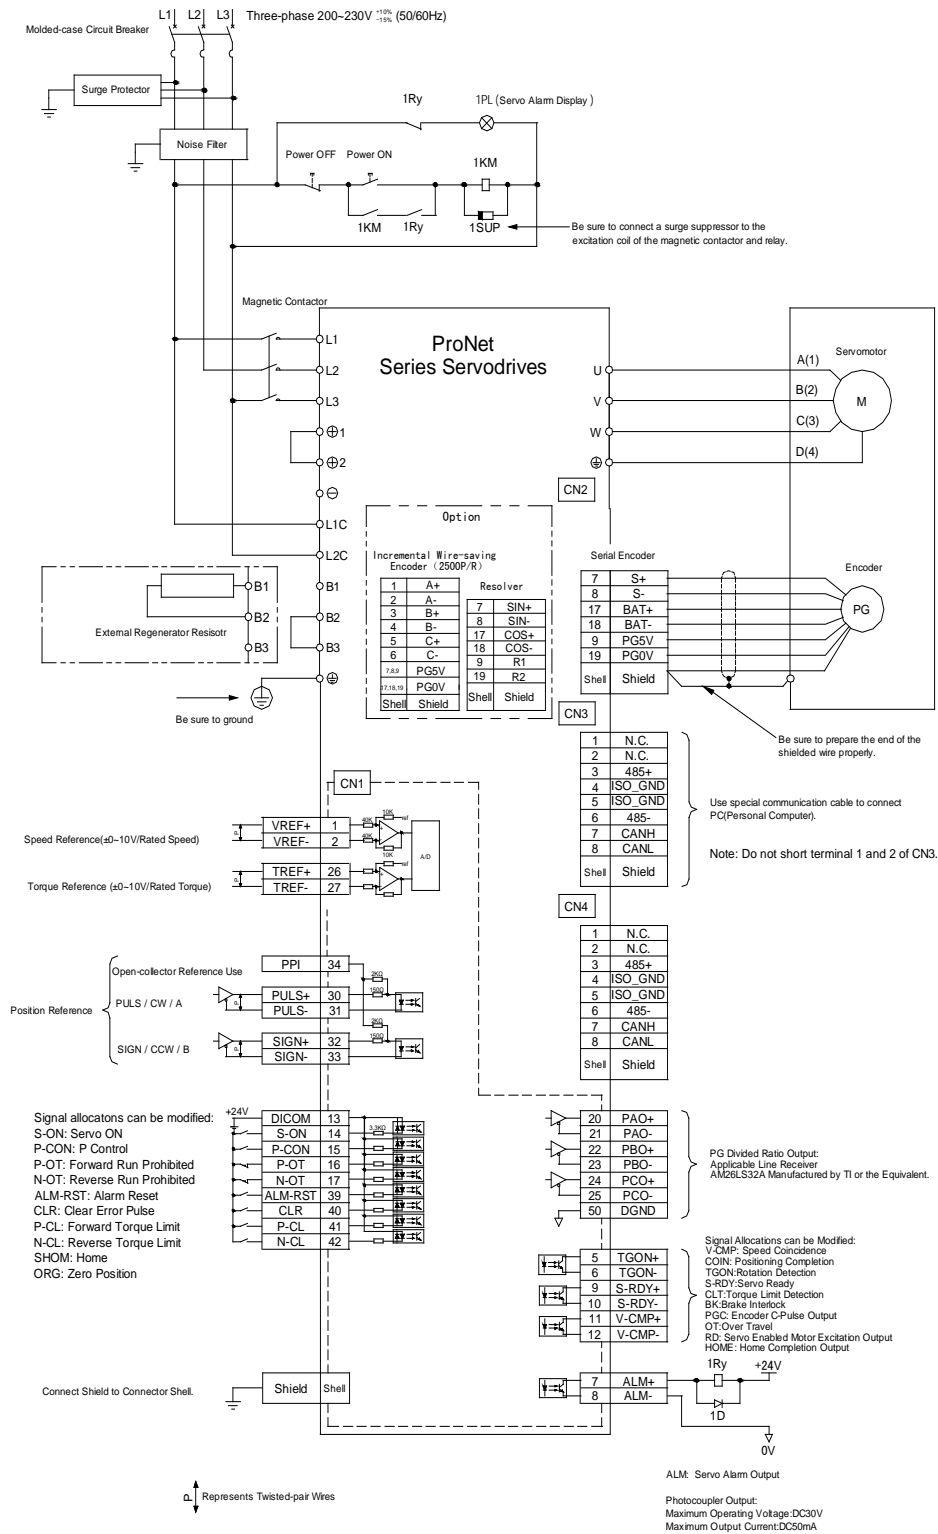 L1 L2 L3 Three-phase 200~230V +10% -15% (50/60Hz)
Molded-case Circuit Breaker
Surge Protector
Noise Filter
1Ry 1PL (Servo Alarm Display)
Power OFF Power ON 1KM
1KM 1Ry 1SUP
Be sure to connect a surge suppressor to the
excitation coil of the magnetic contactor and relay.
Magnetic Contactor
ProNet
Series Servodrives
L1
L2
L3
⊕1
⊕2
⊖
L1C
L2C
B1
B2
B3
U
V
W
A(1)
B(2)
C(3)
D(4)
Servomotor
M
CN2
B1
B2
B3
External Regenerator Resisotr
Be sure to ground
Option
Incremental Wire-saving
Encoder (2500P/R)
1 A+
2 A-
3 B+
4 B-
5 C+
6 C-
7,8,9 PG5V
17,18,19 PG0V
Shell Shield
Resolver
7 SIN+
8 SIN-
17 COS+
18 COS-
9 R1
19 R2
Shell Shield
Serial Encoder
7 S+
8 S-
17 BAT+
18 BAT-
9 PG5V
19 PG0V
Shell Shield
Encoder
PG
P
Be sure to prepare the end of the
shielded wire properly.
CN3
1 N.C.
2 N.C.
3 485+
4 ISO_GND
5 ISO_GND
6 485-
7 CANH
8 CANL
Shell Shield
Use special communication cable to connect
PC(Personal Computer).
Note: Do not short terminal 1 and 2 of CN3.
CN4
1 N.C.
2 N.C.
3 485+
4 ISO_GND
5 ISO_GND
6 485-
7 CANH
8 CANL
Shell Shield
CN1
Speed Reference(±0~10V/Rated Speed)
P
VREF+ 1
VREF- 2
40K 10K
40K 10K
ref
A/D
Torque Reference (±0~10V/Rated Torque)
P
TREF+ 26
TREF- 27
ref
Position Reference
Open-collector Reference Use
PPI 34
PULS / CW / A
P
PULS+ 30
PULS- 31
2KΩ
150Ω
SIGN / CCW / B
P
SIGN+ 32
SIGN- 33
2KΩ
150Ω
Signal allocatons can be modified:
S-ON: Servo ON
P-CON: P Control
P-OT: Forward Run Prohibited
N-OT: Reverse Run Prohibited
ALM-RST: Alarm Reset
CLR: Clear Error Pulse
P-CL: Forward Torque Limit
N-CL: Reverse Torque Limit
SHOM: Home
ORG: Zero Position
+24V
DICOM 13
S-ON 14
P-CON 15
P-OT 16
N-OT 17
ALM-RST 39
CLR 40
P-CL 41
N-CL 42
3.3KΩ
20 PAO+
21 PAO-
22 PBO+
23 PBO-
24 PCO+
25 PCO-
50 DGND
PG Divided Ratio Output:
Applicable Line Receiver
AM26LS32A Manufactured by TI or the Equivalent.
5 TGON+
6 TGON-
9 S-RDY+
10 S-RDY-
11 V-CMP+
12 V-CMP-
Signal Allocations can be Modified:
V-CMP: Speed Coincidence
COIN: Positioning Completion
TGON:Rotation Detection
S-RDY:Servo Ready
CLT:Torque Limit Detection
BK:Brake Interlock
PGC: Encoder C-Pulse Output
OT:Over Travel
RD: Servo Enabled Motor Excitation Output
HOME: Home Completion Output
Connect Shield to Connector Shell.
Shield Shell
7 ALM+
8 ALM-
1Ry +24V
1D
0V
ALM: Servo Alarm Output
P Represents Twisted-pair Wires
Photocoupler Output:
Maximum Operating Voltage:DC30V
Maximum Output Current:DC50mA